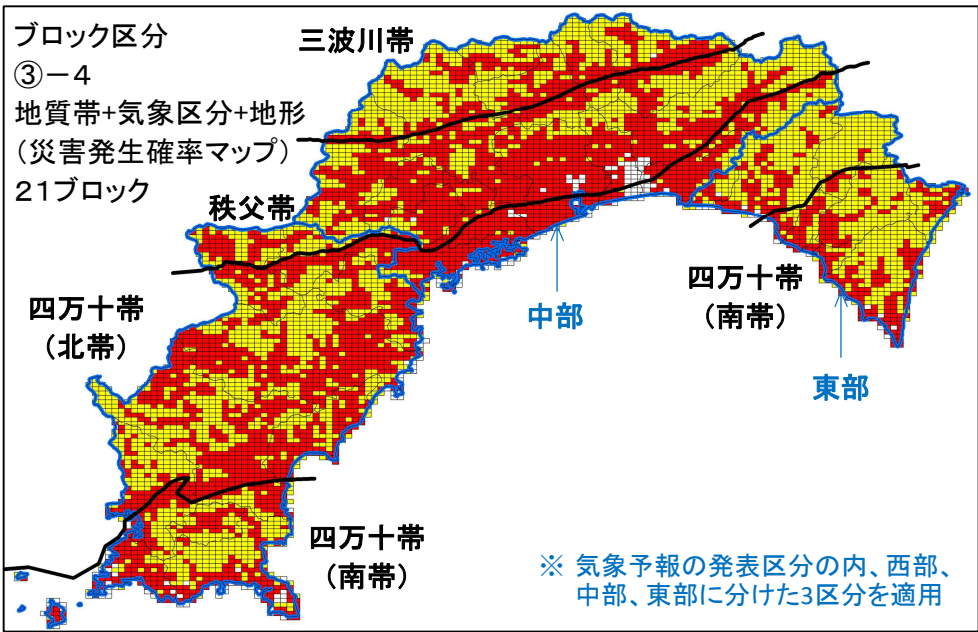 ブロック区分
③-4
地質帯+気象区分+地形
(災害発生確率マップ)
21ブロック
三波川帯
秩父帯
四万十帯
(北帯)
中部
四万十帯
(南帯)
東部
四万十帯
(南帯)
※ 気象予報の発表区分の内、西部、
中部、東部に分けた3区分を適用